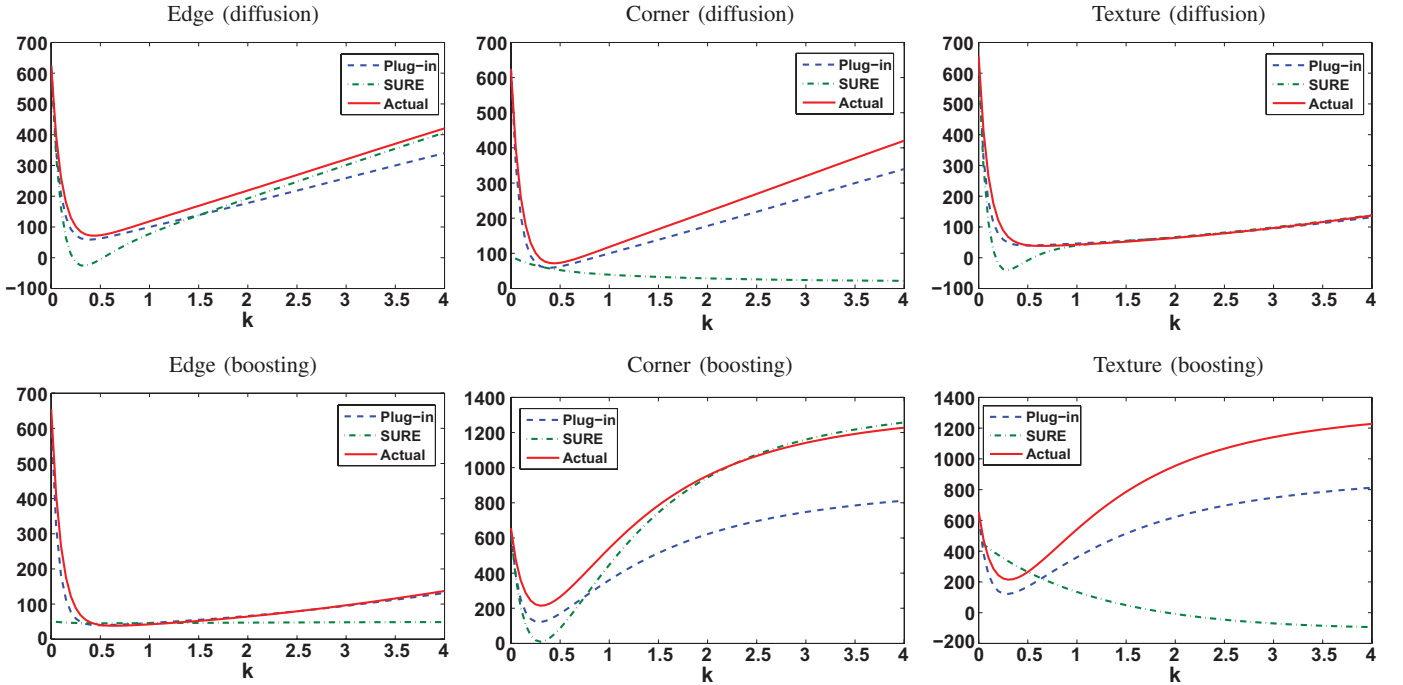 Edge (diffusion)
700
600
500
400
300
200
100
0
−100
0 0.5 1 1.5 2 2.5 3 3.5 4
k
Plug−in
SURE
Actual
Corner (diffusion)
700
600
500
400
300
200
100
0
0 0.5 1 1.5 2 2.5 3 3.5 4
k
Plug−in
SURE
Actual
Texture (diffusion)
700
600
500
400
300
200
100
0
−100
0 0.5 1 1.5 2 2.5 3 3.5 4
k
Plug−in
SURE
Actual
Edge (boosting)
700
600
500
400
300
200
100
0
0 0.5 1 1.5 2 2.5 3 3.5 4
k
Plug−in
SURE
Actual
Corner (boosting)
1400
1200
1000
800
600
400
200
0
0 0.5 1 1.5 2 2.5 3 3.5 4
k
Plug−in
SURE
Actual
Texture (boosting)
1400
1200
1000
800
600
400
200
0
−200
0 0.5 1 1.5 2 2.5 3 3.5 4
k
Plug−in
SURE
Actual